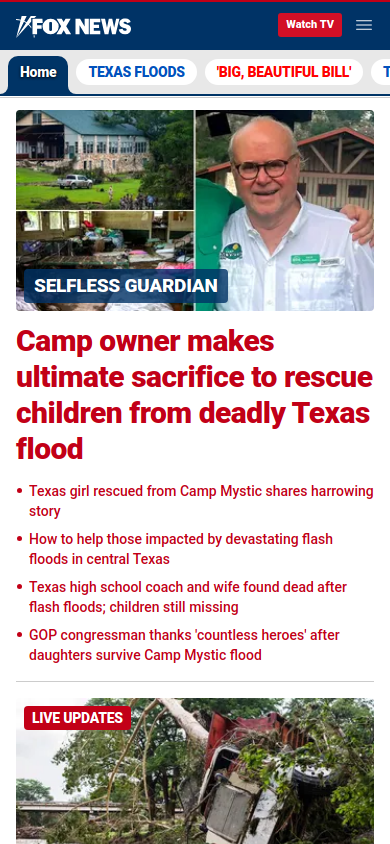 FOX NEWS
Watch TV
Home
TEXAS FLOODS
'BIG, BEAUTIFUL BILL'
SELFLESS GUARDIAN
Camp owner makes
ultimate sacrifice to rescue
children from deadly Texas
flood
• Texas girl rescued from Camp Mystic shares harrowing
story
• How to help those impacted by devastating flash
floods in central Texas
• Texas high school coach and wife found dead after
flash floods; children still missing
• GOP congressman thanks 'countless heroes' after
daughters survive Camp Mystic flood
LIVE UPDATES